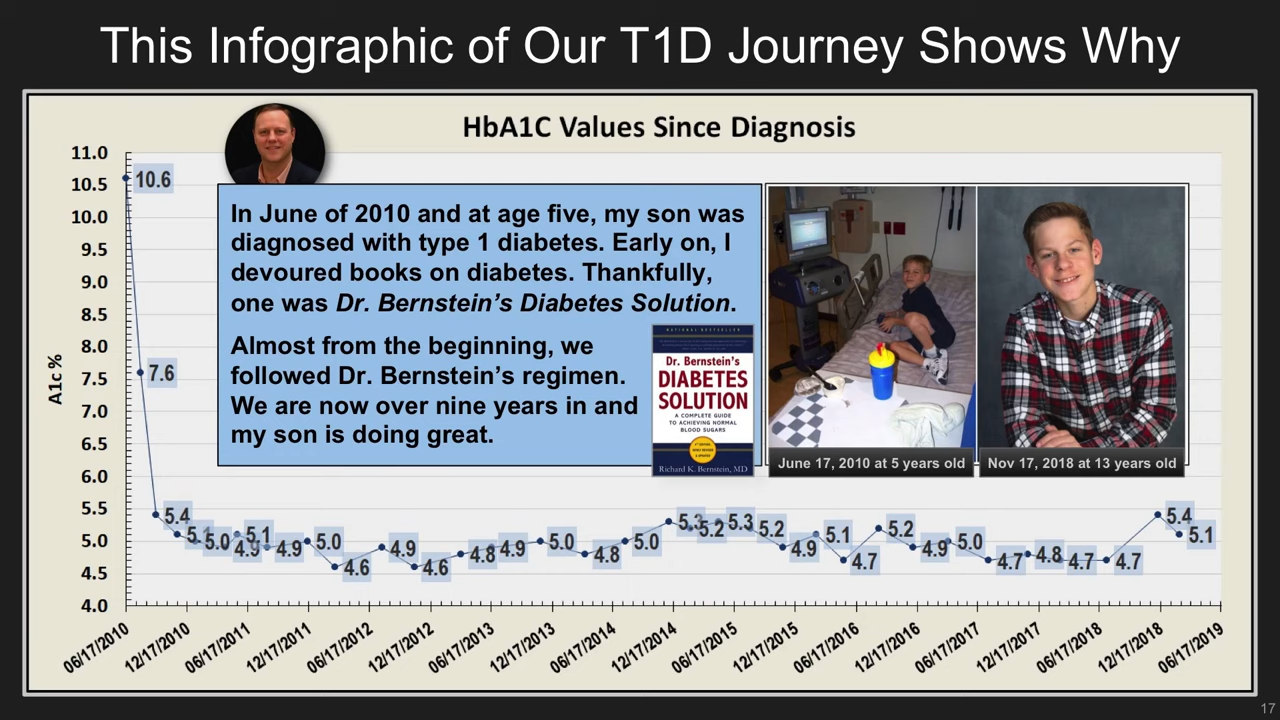 This Infographic of Our T1D Journey Shows Why
HbA1C Values Since Diagnosis
A1c %
11.0
10.5
10.0
9.5
9.0
8.5
8.0
7.5
7.0
6.5
6.0
5.5
5.0
4.5
4.0
10.6
7.6
In June of 2010 and at age five, my son was
diagnosed with type 1 diabetes. Early on, I
devoured books on diabetes. Thankfully,
one was Dr. Bernstein's Diabetes Solution.
Almost from the beginning, we
followed Dr. Bernstein's regimen.
We are now over nine years in and
my son is doing great.
NATIONAL BESTSELLER
Dr. Bernstein's
DIABETES
SOLUTION
A COMPLETE GUIDE
TO ACHIEVING NORMAL
BLOOD SUGARS
Richard K. Bernstein, MD
June 17, 2010 at 5 years old
Nov 17, 2018 at 13 years old
5.4 5.1 5.0 4.9 5.1 4.9 5.0 4.6 4.9 4.6 4.8 4.9 5.0 4.8 5.0 5.3 5.2 5.3 5.2 4.9 5.1 4.7 5.2 4.9 5.0 4.7 4.8 4.7 4.7 5.4 5.1
06/17/2010 12/17/2010 06/17/2011 12/17/2011 06/17/2012 12/17/2012 06/17/2013 12/17/2013 06/17/2014 12/17/2014 06/17/2015 12/17/2015 06/17/2016 12/17/2016 06/17/2017 12/17/2017 06/17/2018 12/17/2018 06/17/2019
17